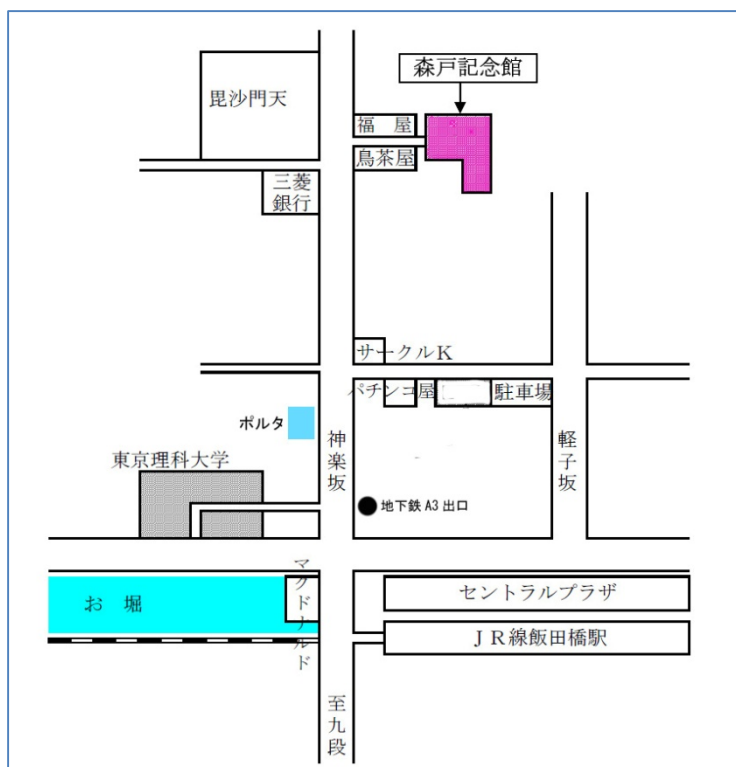 森戸記念館
毘沙門天
福　屋
鳥茶屋
三菱
銀行
サークルK
パチンコ屋
駐車場
ポルタ
神楽坂
軽子坂
東京理科大学
地下鉄 A3 出口
マクドナルド
お　堀
セントラルプラザ
ＪＲ線飯田橋駅
至九段